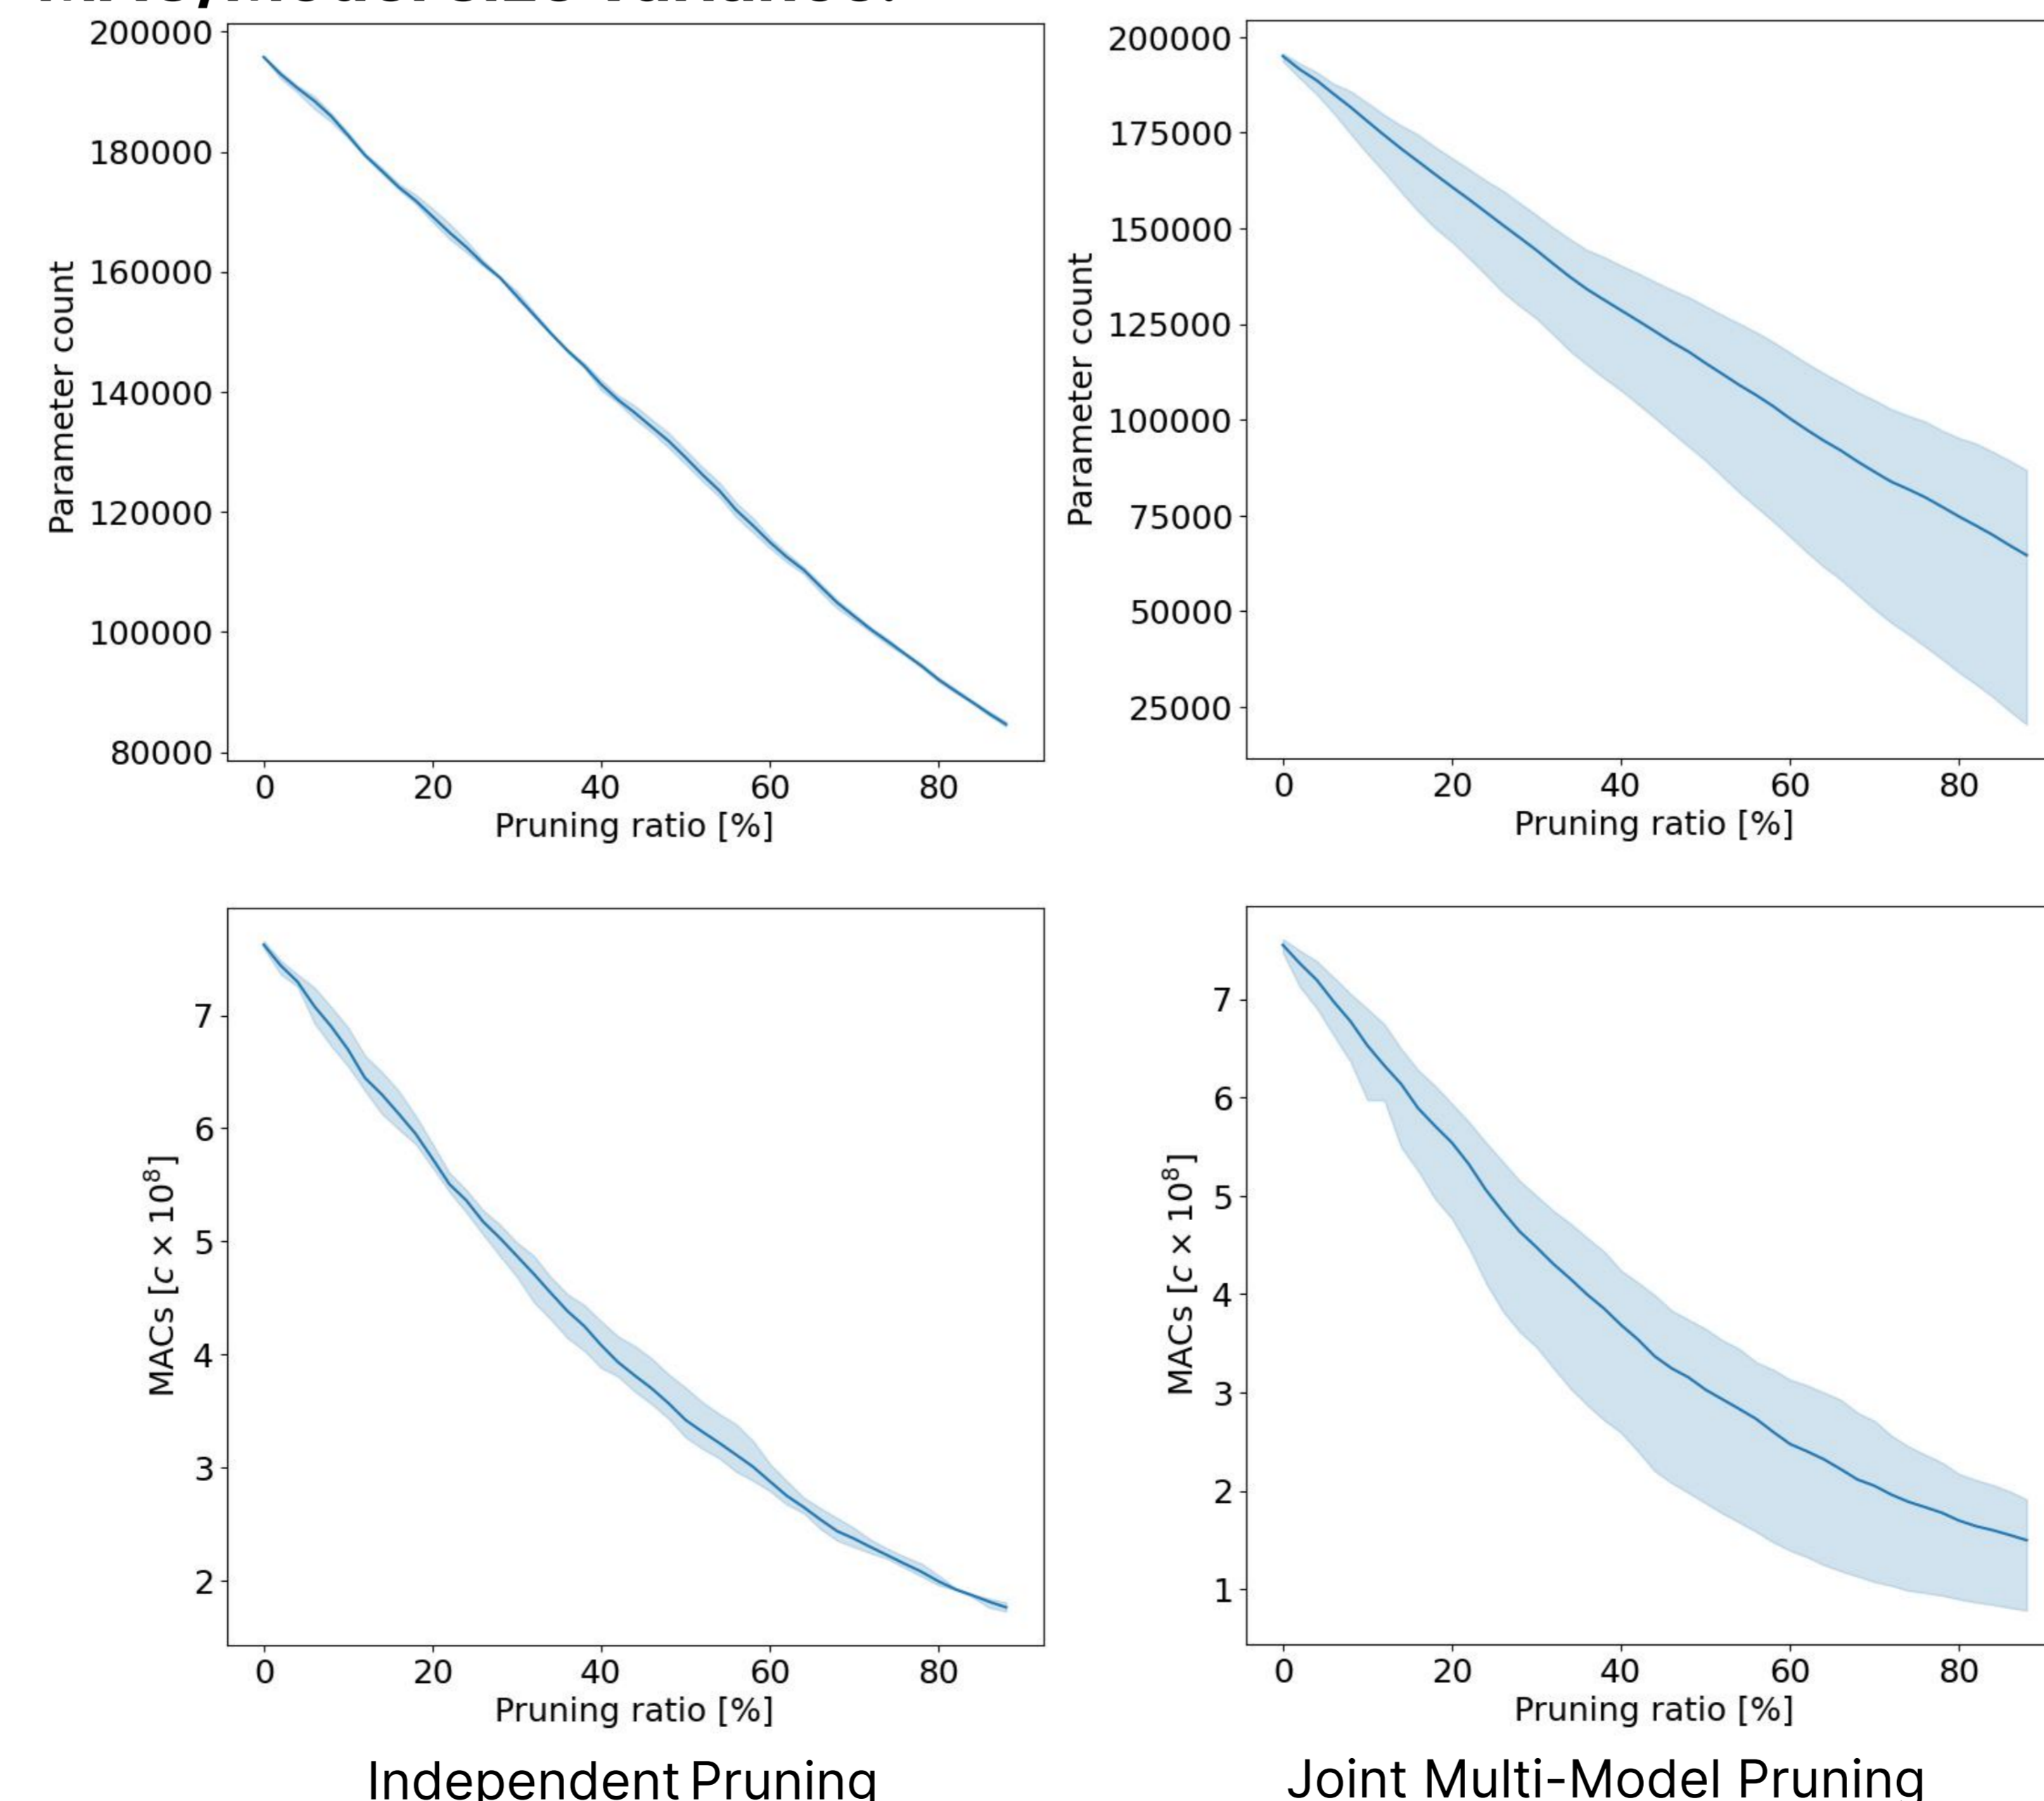 200000
180000
160000
140000
120000
100000
80000
Parameter count
0 20 40 60 80
Pruning ratio [%]
200000
175000
150000
125000
100000
75000
50000
25000
Parameter count
0 20 40 60 80
Pruning ratio [%]
7
6
5
4
3
2
MACs [c × 10⁸]
0 20 40 60 80
Pruning ratio [%]
7
6
5
4
3
2
1
MACs [c × 10⁸]
0 20 40 60 80
Pruning ratio [%]
Independent Pruning
Joint Multi-Model Pruning